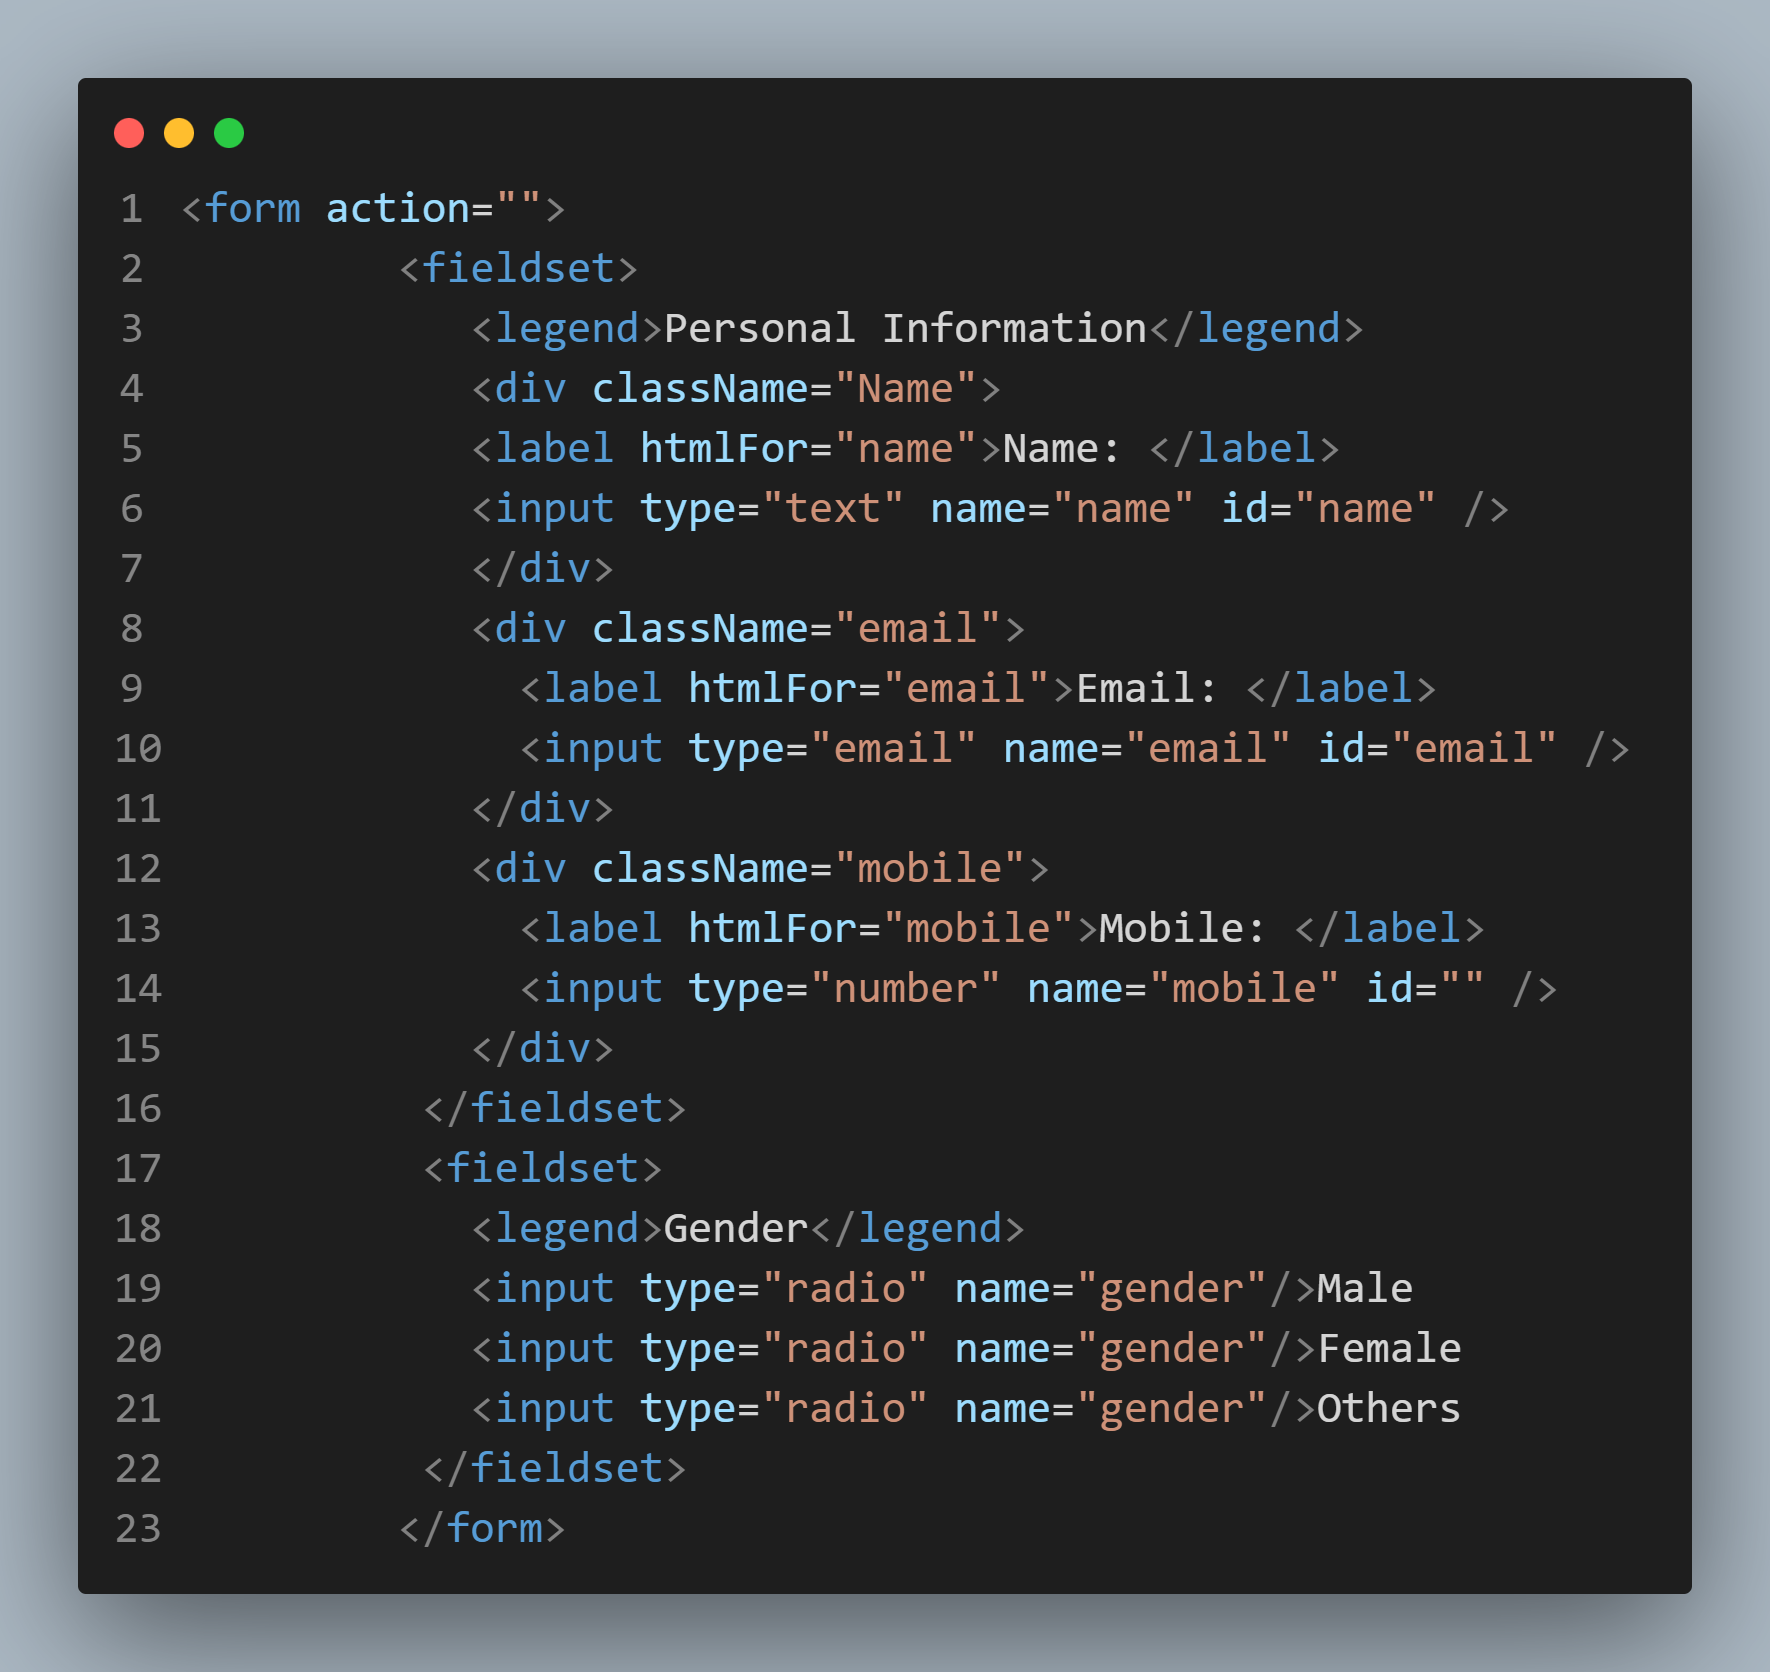 1 <form action="">
2 <fieldset>
3 <legend>Personal Information</legend>
4 <div className="Name">
5 <label htmlFor="name">Name: </label>
6 <input type="text" name="name" id="name" />
7 </div>
8 <div className="email">
9 <label htmlFor="email">Email: </label>
10 <input type="email" name="email" id="email" />
11 </div>
12 <div className="mobile">
13 <label htmlFor="mobile">Mobile: </label>
14 <input type="number" name="mobile" id="" />
15 </div>
16 </fieldset>
17 <fieldset>
18 <legend>Gender</legend>
19 <input type="radio" name="gender"/>Male
20 <input type="radio" name="gender"/>Female
21 <input type="radio" name="gender"/>Others
22 </fieldset>
23 </form>